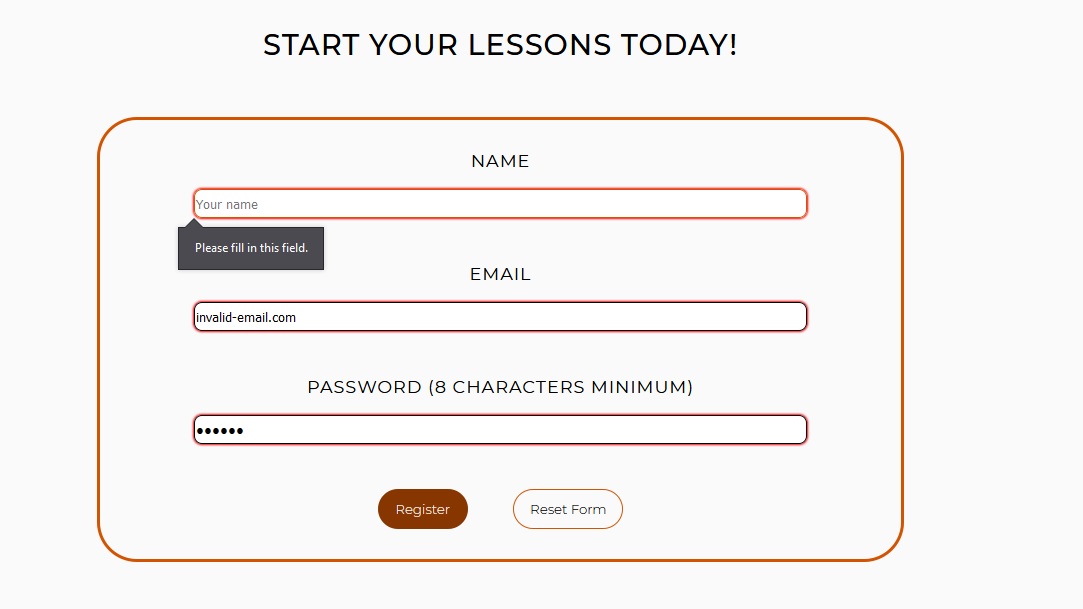 START YOUR LESSONS TODAY!
NAME
Your name
Please fill in this field.
EMAIL
invalid-email.com
PASSWORD (8 CHARACTERS MINIMUM)
••••••
Register
Reset Form